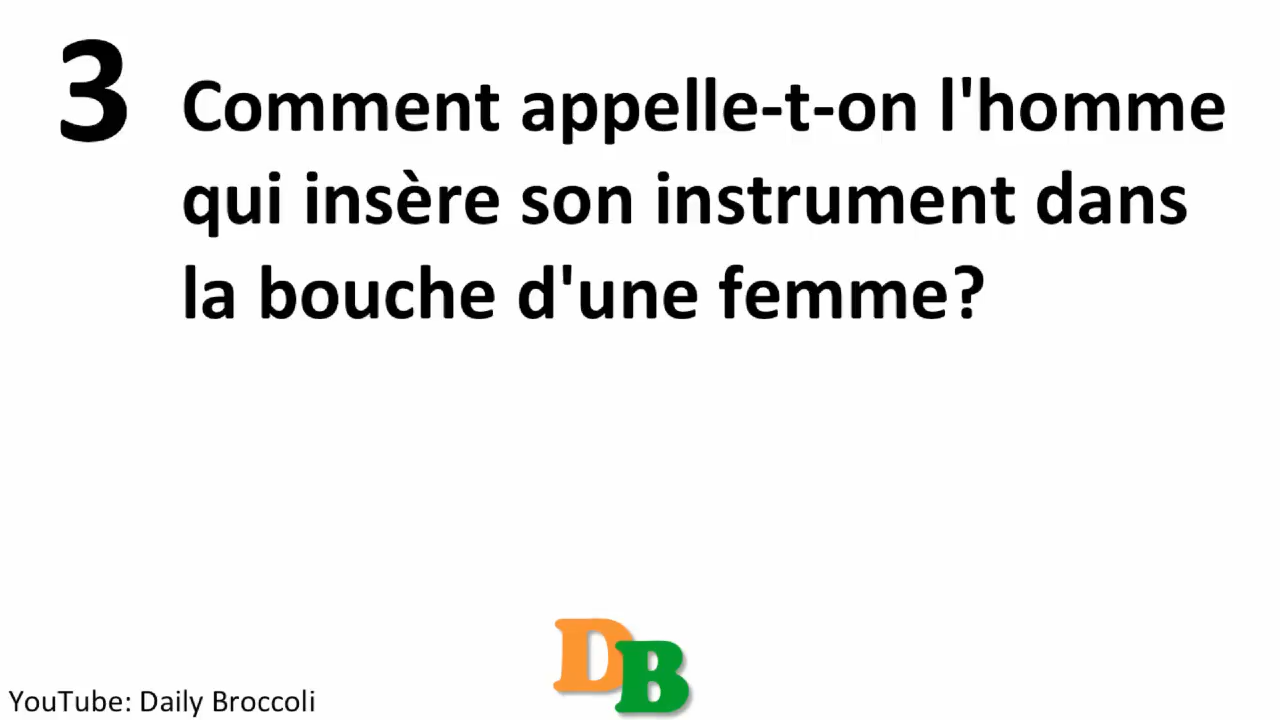 3 Comment appelle-t-on l'homme
qui insère son instrument dans
la bouche d'une femme?
DB
YouTube: Daily Broccoli